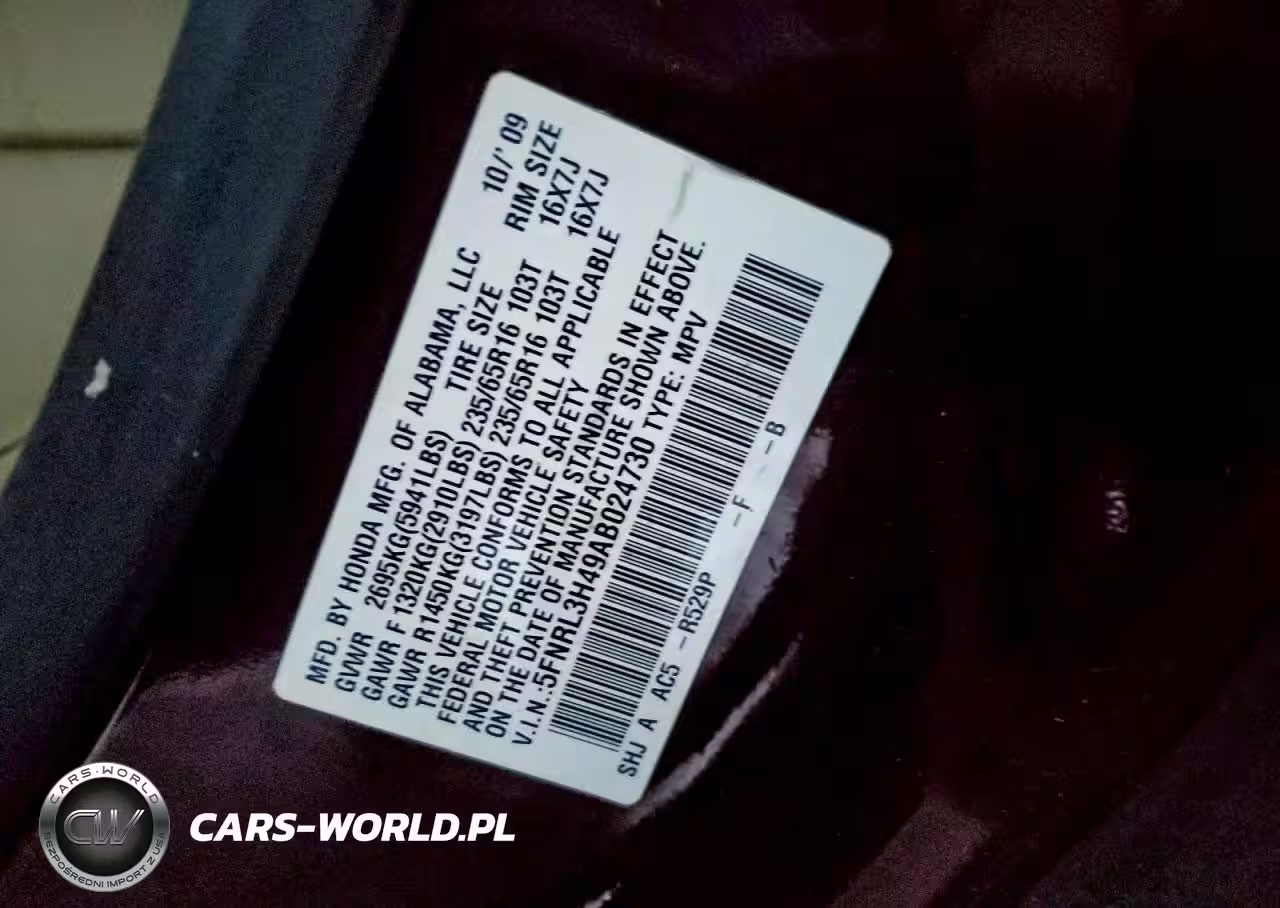 MFD. BY HONDA MFG. OF ALABAMA, LLC 10/' 09
GVWR 2695KG(5941LBS) TIRE SIZE RIM SIZE
GAWR F 1320KG(2910LBS) 235/65R16 103T 16X7J
GAWR R1450KG(3197LBS) 235/65R16 103T 16X7J
THIS VEHICLE CONFORMS TO ALL APPLICABLE
FEDERAL MOTOR VEHICLE SAFETY
AND THEFT PREVENTION STANDARDS IN EFFECT
ON THE DATE OF MANUFACTURE SHOWN ABOVE.
V.I.N.:5FNRL3H49AB024730 TYPE: MPV
SHJ A AC5 -R529P -F -B
CARS·WORLD
CW
BEZPOŚREDNI IMPORT Z USA
CARS-WORLD.PL